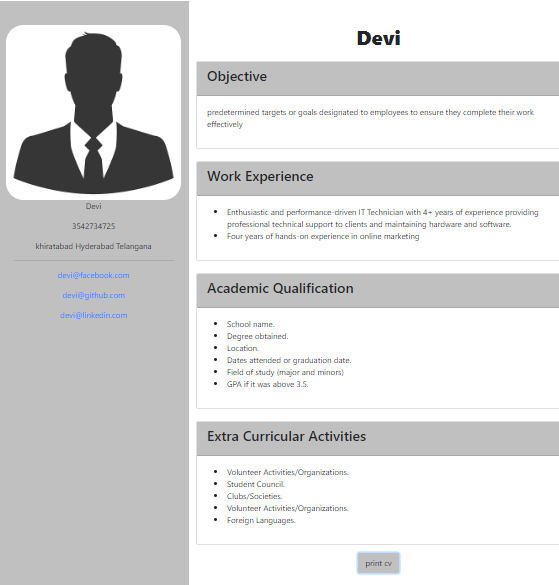 Devi
3542734725
khiratabad Hyderabad Telangana
devi@facebook.com
devi@github.com
devi@linkedin.com
Devi
Objective
predetermined targets or goals designated to employees to ensure they complete their work
effectively
Work Experience
Enthusiastic and performance-driven IT Technician with 4+ years of experience providing
professional technical support to clients and maintaining hardware and software.
Four years of hands-on experience in online marketing
Academic Qualification
School name.
Degree obtained.
Location.
Dates attended or graduation date.
Field of study (major and minors)
GPA if it was above 3.5.
Extra Curricular Activities
Volunteer Activities/Organizations.
Student Council.
Clubs/Societies.
Volunteer Activities/Organizations.
Foreign Languages.
print cv